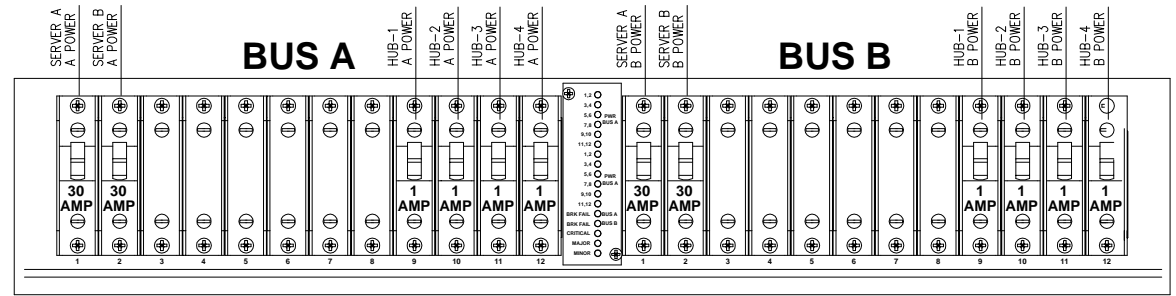 SERVER A
A POWER
SERVER B
A POWER
BUS A
HUB-1
A POWER
HUB-2
A POWER
HUB-3
A POWER
HUB-4
A POWER
SERVER A
B POWER
SERVER B
B POWER
BUS B
HUB-1
B POWER
HUB-2
B POWER
HUB-3
B POWER
HUB-4
B POWER
30
AMP
30
AMP
1
AMP
1
AMP
1
AMP
1
AMP
1,2
3,4
5,6
7,8
9,10
11,12
PWR
BUS A
1,2
3,4
5,6
7,8
9,10
11,12
PWR
BUS A
BRK FAIL BUS A
BRK FAIL BUS B
CRITICAL
MAJOR
MINOR
30
AMP
30
AMP
1
AMP
1
AMP
1
AMP
1
AMP
1 2 3 4 5 6 7 8 9 10 11 12
1 2 3 4 5 6 7 8 9 10 11 12